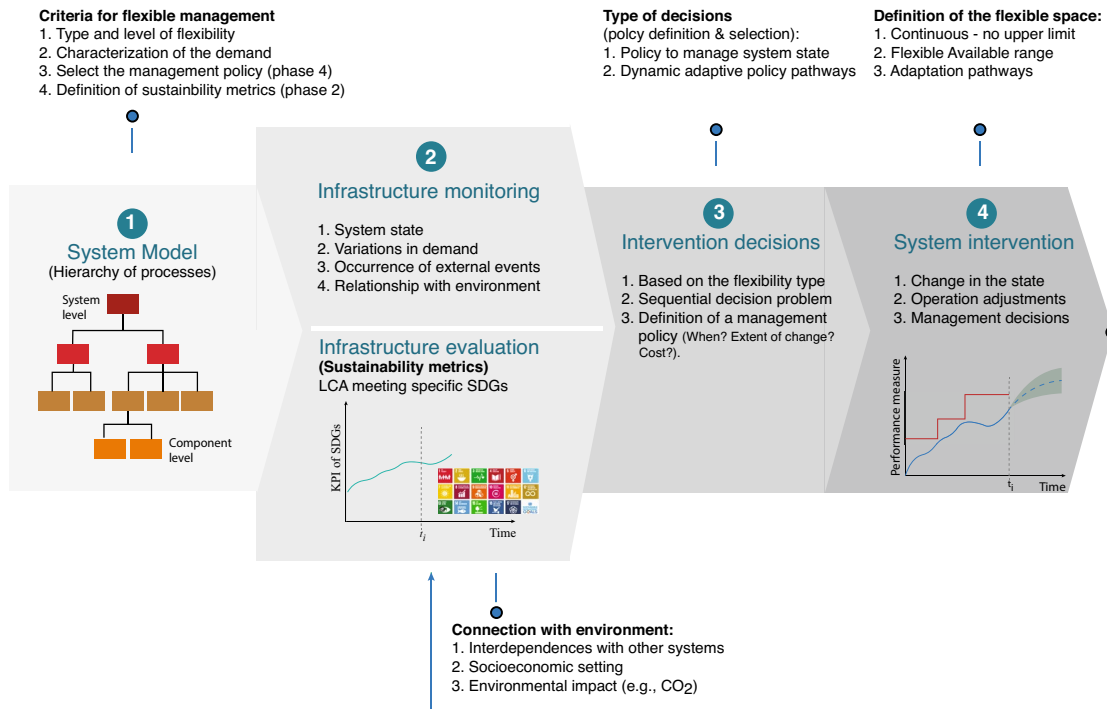 Criteria for flexible management
1. Type and level of flexibility
2. Characterization of the demand
3. Select the management policy (phase 4)
4. Definition of sustainbility metrics (phase 2)
Type of decisions
(polcy definition & selection):
1. Policy to manage system state
2. Dynamic adaptive policy pathways
Definition of the flexible space:
1. Continuous - no upper limit
2. Flexible Available range
3. Adaptation pathways
1
System Model
(Hierarchy of processes)
System
level
Component
level
2
Infrastructure monitoring
1. System state
2. Variations in demand
3. Occurrence of external events
4. Relationship with environment
Infrastructure evaluation
(Sustainability metrics)
LCA meeting specific SDGs
KPI of SDGs
t_i
Time
3
Intervention decisions
1. Based on the flexibility type
2. Sequential decision problem
3. Definition of a management
policy (When? Extent of change?
Cost?).
4
System intervention
1. Change in the state
2. Operation adjustments
3. Management decisions
Performance measure
t_i
Time
Connection with environment:
1. Interdependences with other systems
2. Socioeconomic setting
3. Environmental impact (e.g., CO2)